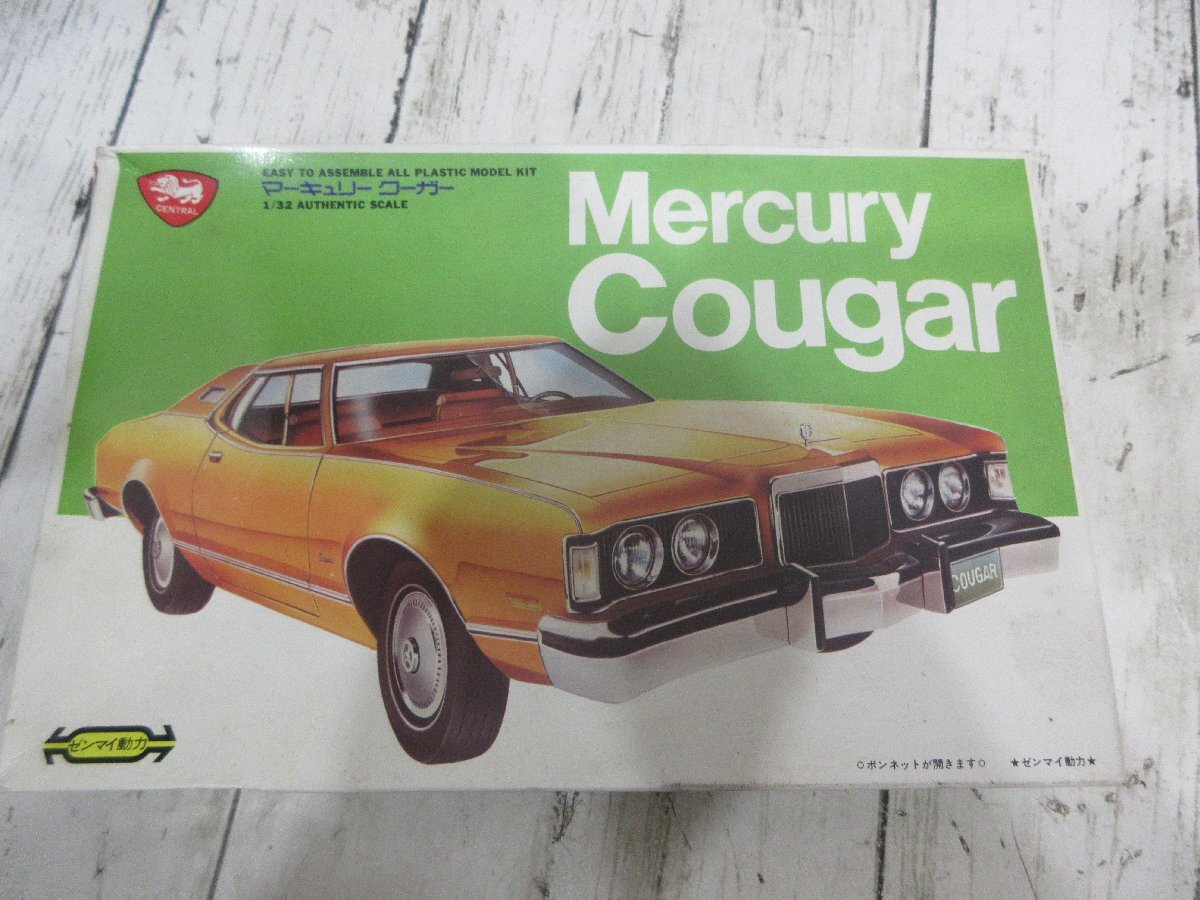 CENTRAL
EASY TO ASSEMBLE ALL PLASTIC MODEL KIT
マーキュリー クーガー
1/32 AUTHENTIC SCALE
Mercury
Cougar
COUGAR
ゼンマイ動力
○ボンネットが開きます○ ★ゼンマイ動力★